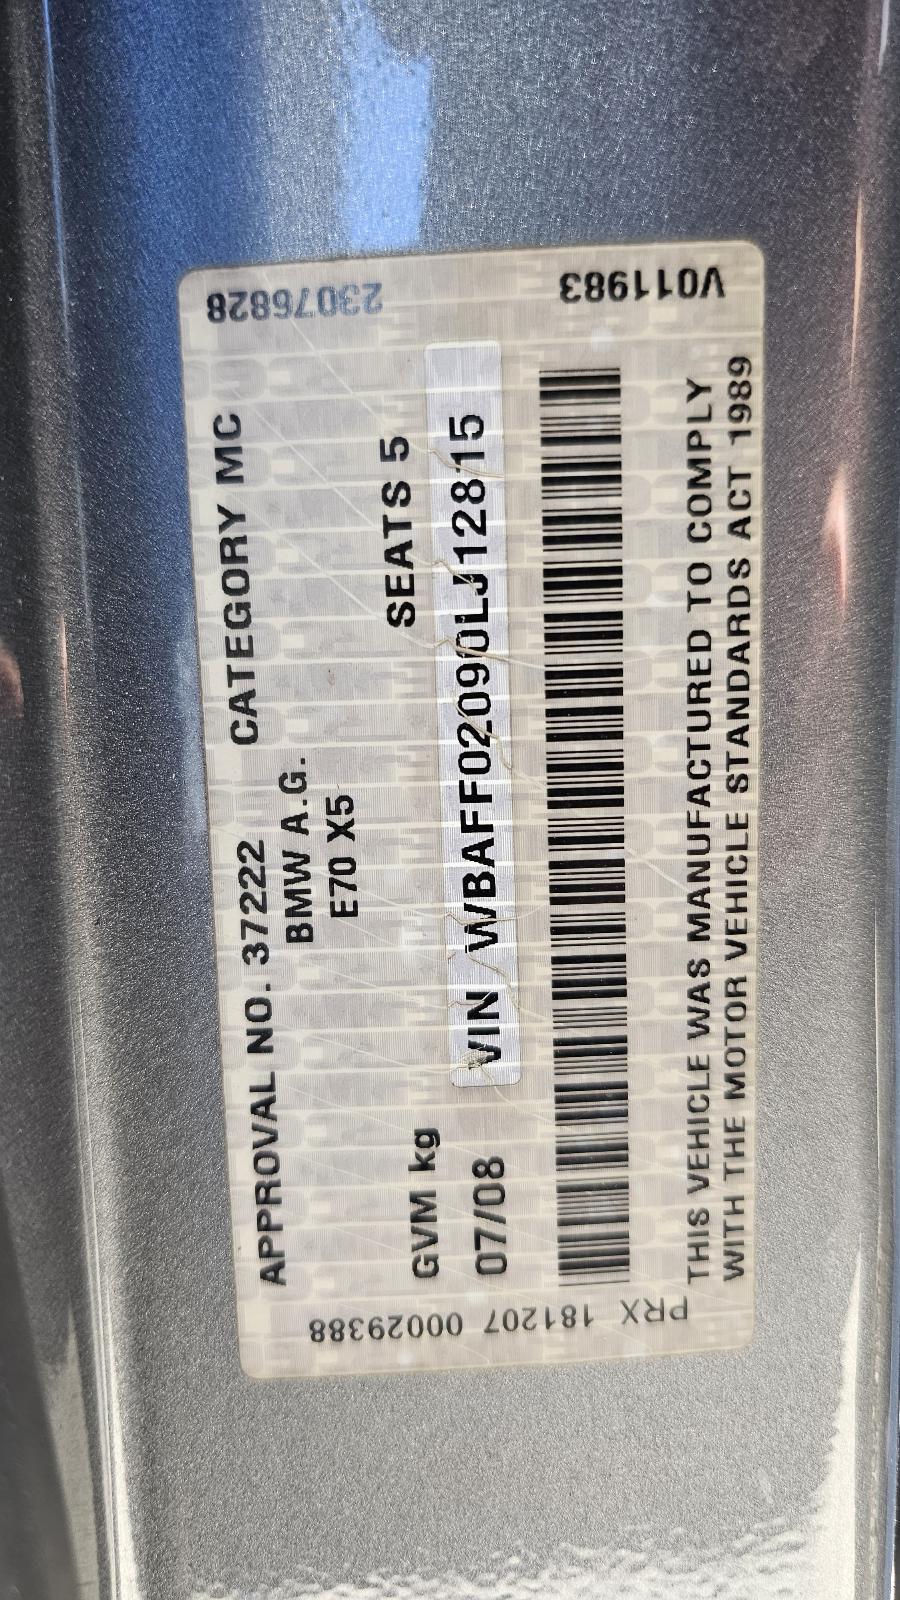 APPROVAL NO. 37222 CATEGORY MC
BMW A.G.
E70 X5
GVM kg SEATS 5
07/08 VIN WBAFF02090LJ12815
THIS VEHICLE WAS MANUFACTURED TO COMPLY
WITH THE MOTOR VEHICLE STANDARDS ACT 1989
PRX 181207 00029388
V011983 23076828